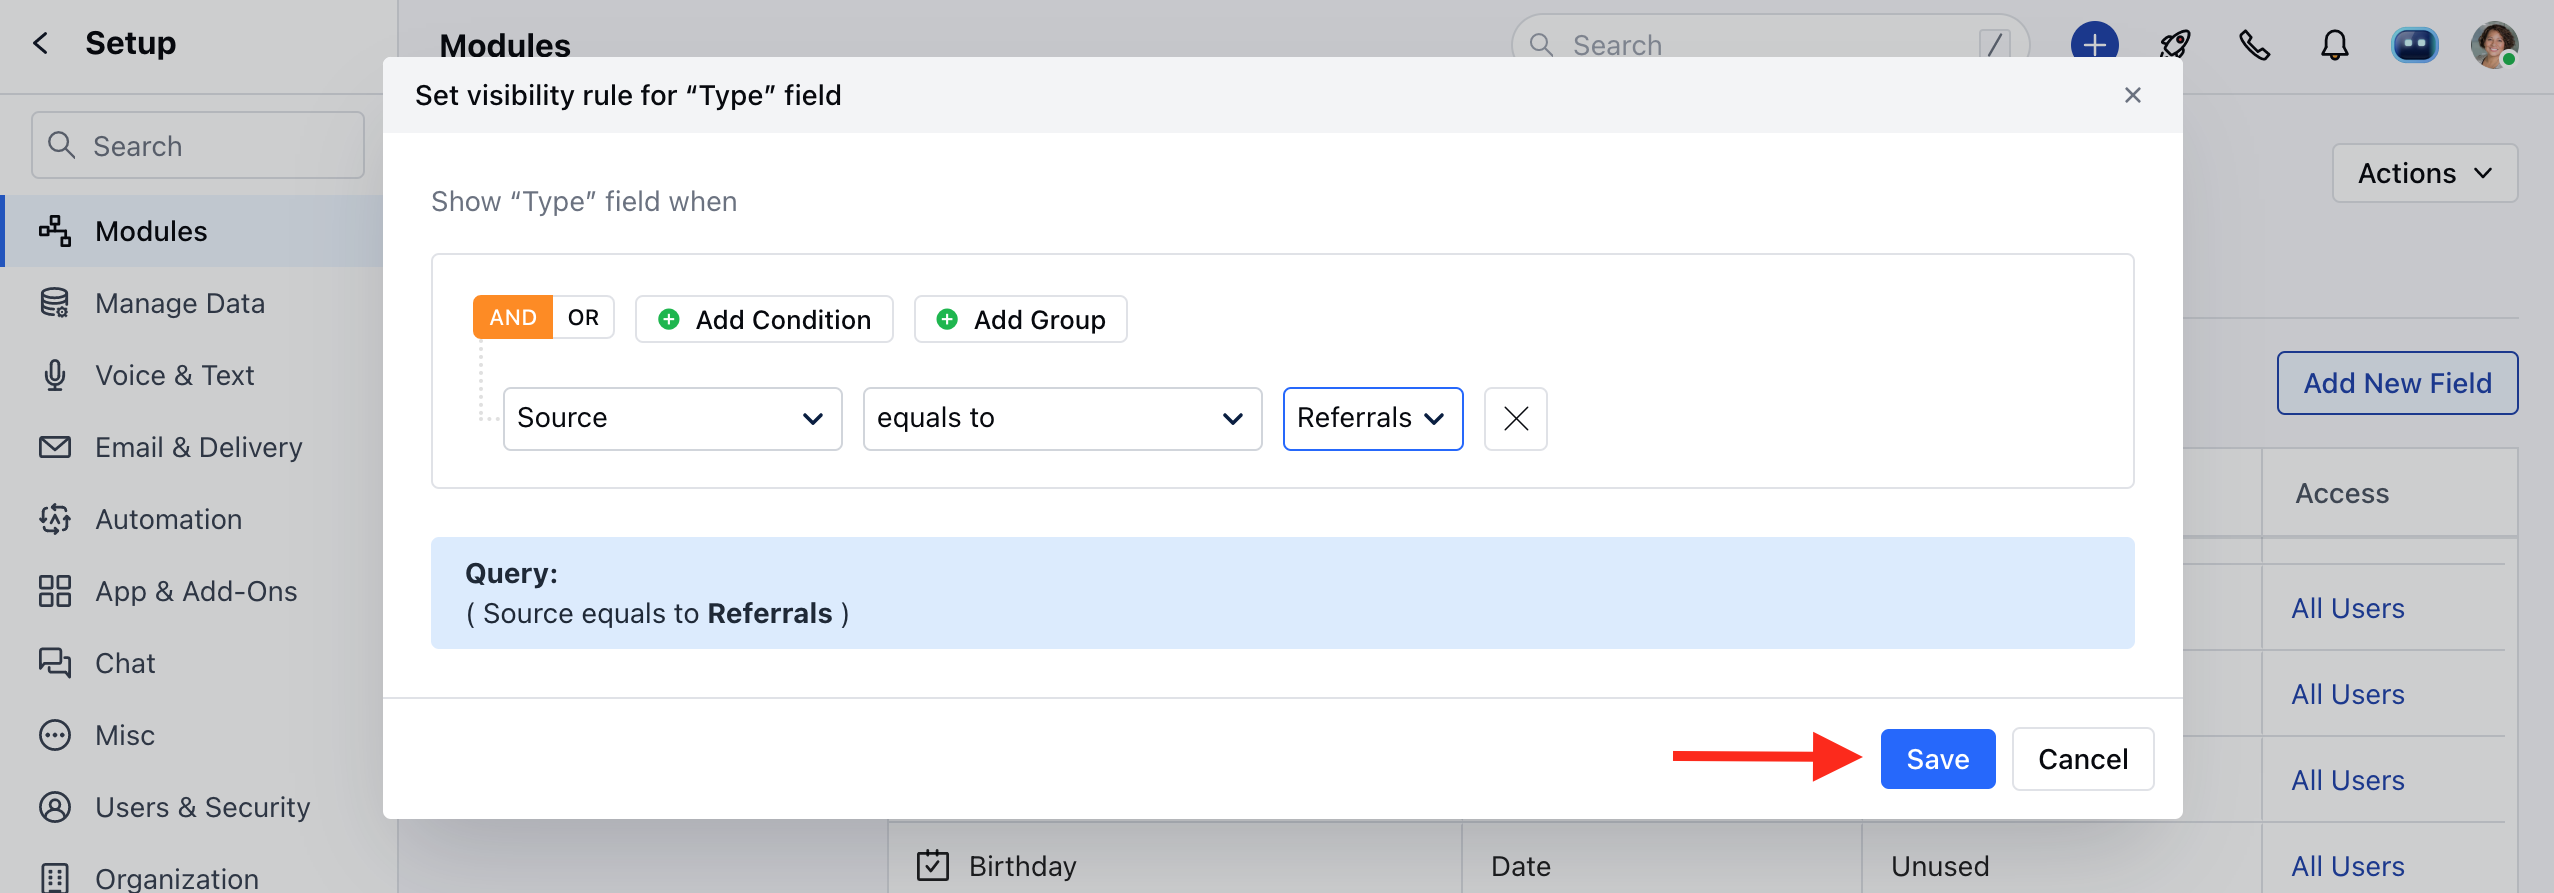 Setup
Modules
Search
/
Search
Modules
Manage Data
Voice & Text
Email & Delivery
Automation
App & Add-Ons
Chat
Misc
Users & Security
Organization
Set visibility rule for “Type” field
Show “Type” field when
AND OR Add Condition Add Group
Source equals to Referrals
Query:
( Source equals to Referrals )
Save Cancel
Actions
Add New Field
Access
All Users
All Users
All Users
Birthday Date Unused All Users